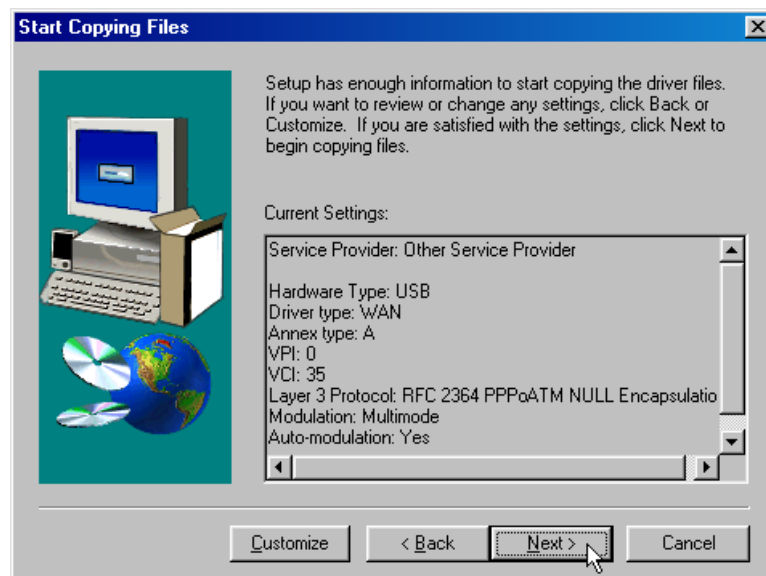 Start Copying Files
Setup has enough information to start copying the driver files.
If you want to review or change any settings, click Back or
Customize. If you are satisfied with the settings, click Next to
begin copying files.
Current Settings:
Service Provider: Other Service Provider
Hardware Type: USB
Driver type: WAN
Annex type: A
VPI: 0
VCI: 35
Layer 3 Protocol: RFC 2364 PPPoATM NULL Encapsulatio
Modulation: Multimode
Auto-modulation: Yes
Customize < Back Next > Cancel